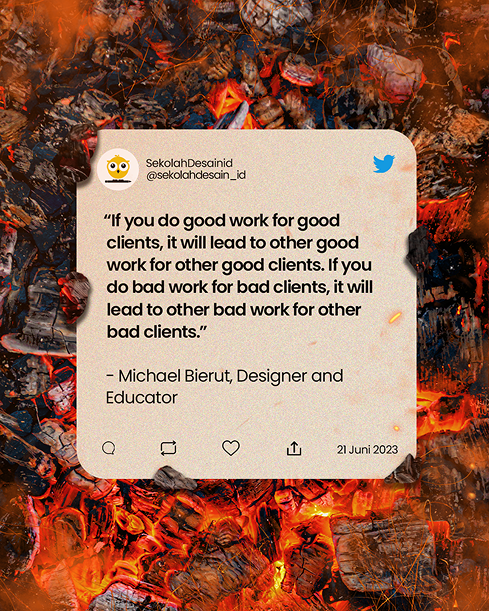 SekolahDesainid
@sekolahdesain_id
“If you do good work for good
clients, it will lead to other good
work for other good clients. If you
do bad work for bad clients, it will
lead to other bad work for other
bad clients.”
- Michael Bierut, Designer and
Educator
21 Juni 2023